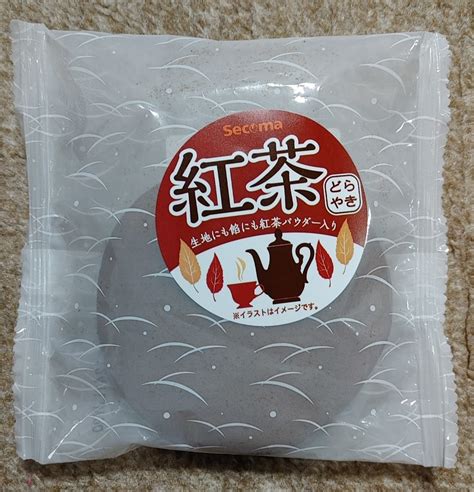 Secoma
紅茶
どら
やき
生地にも餡にも紅茶パウダー入り
※イラストはイメージです。